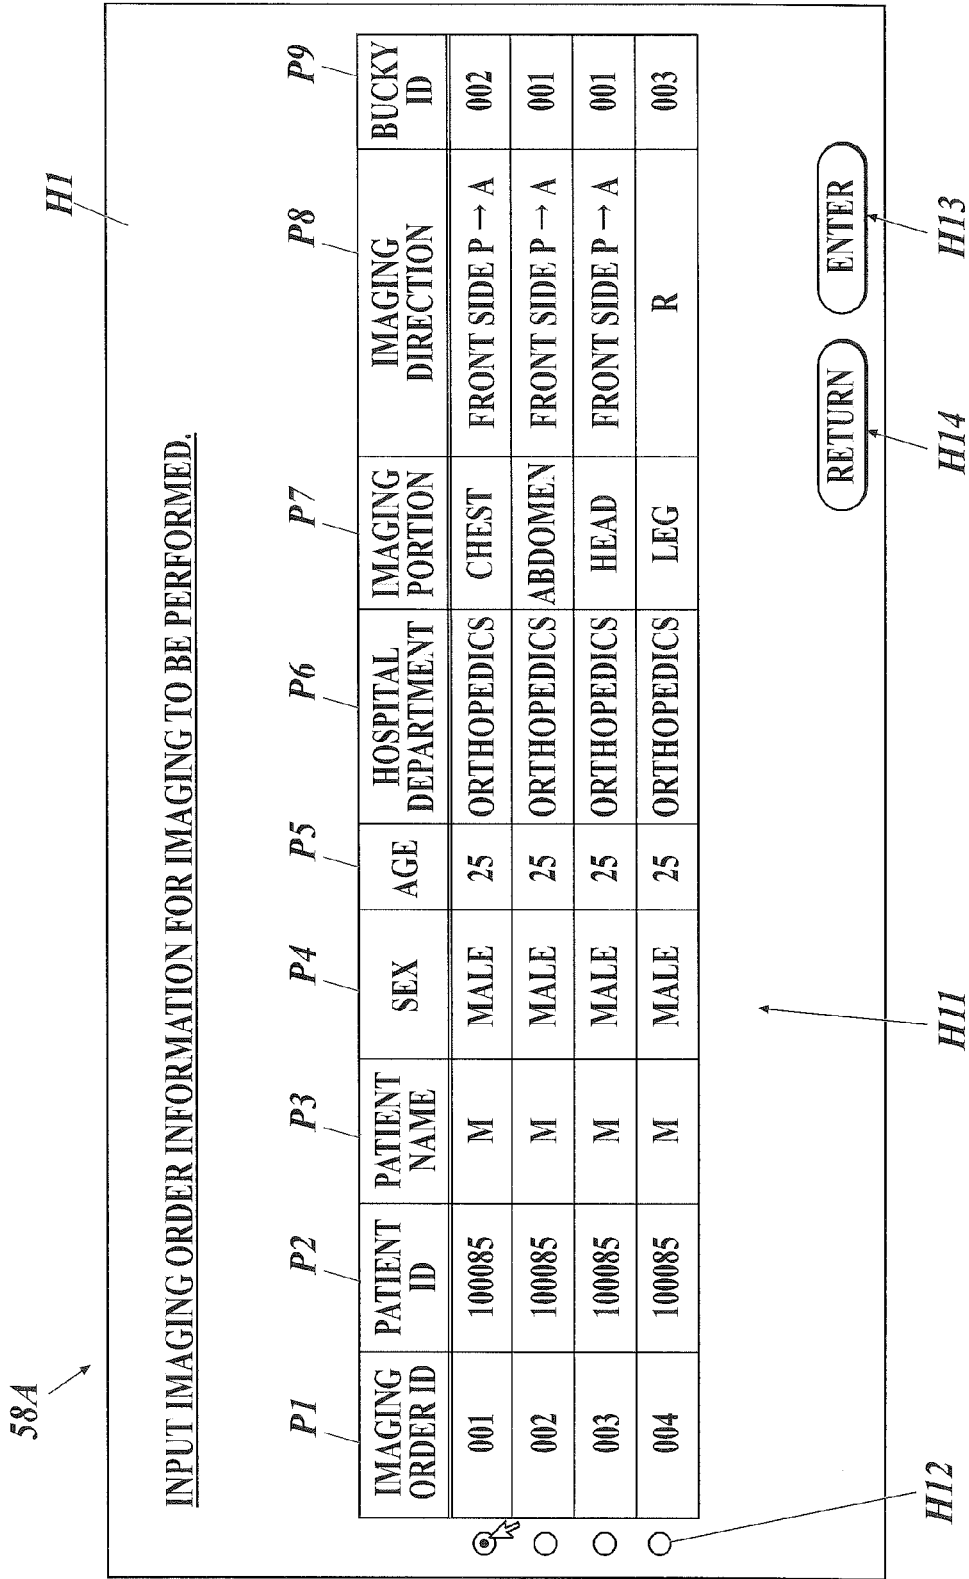 58A
H1
INPUT IMAGING ORDER INFORMATION FOR IMAGING TO BE PERFORMED.
P1 P2 P3 P4 P5 P6 P7 P8 P9
IMAGING ORDER ID PATIENT ID PATIENT NAME SEX AGE HOSPITAL DEPARTMENT IMAGING PORTION IMAGING DIRECTION BUCKY ID
001 100085 M MALE 25 ORTHOPEDICS CHEST FRONT SIDE P → A 002
002 100085 M MALE 25 ORTHOPEDICS ABDOMEN FRONT SIDE P → A 001
003 100085 M MALE 25 ORTHOPEDICS HEAD FRONT SIDE P → A 001
004 100085 M MALE 25 ORTHOPEDICS LEG R 003
RETURN ENTER
H12 H11 H14 H13